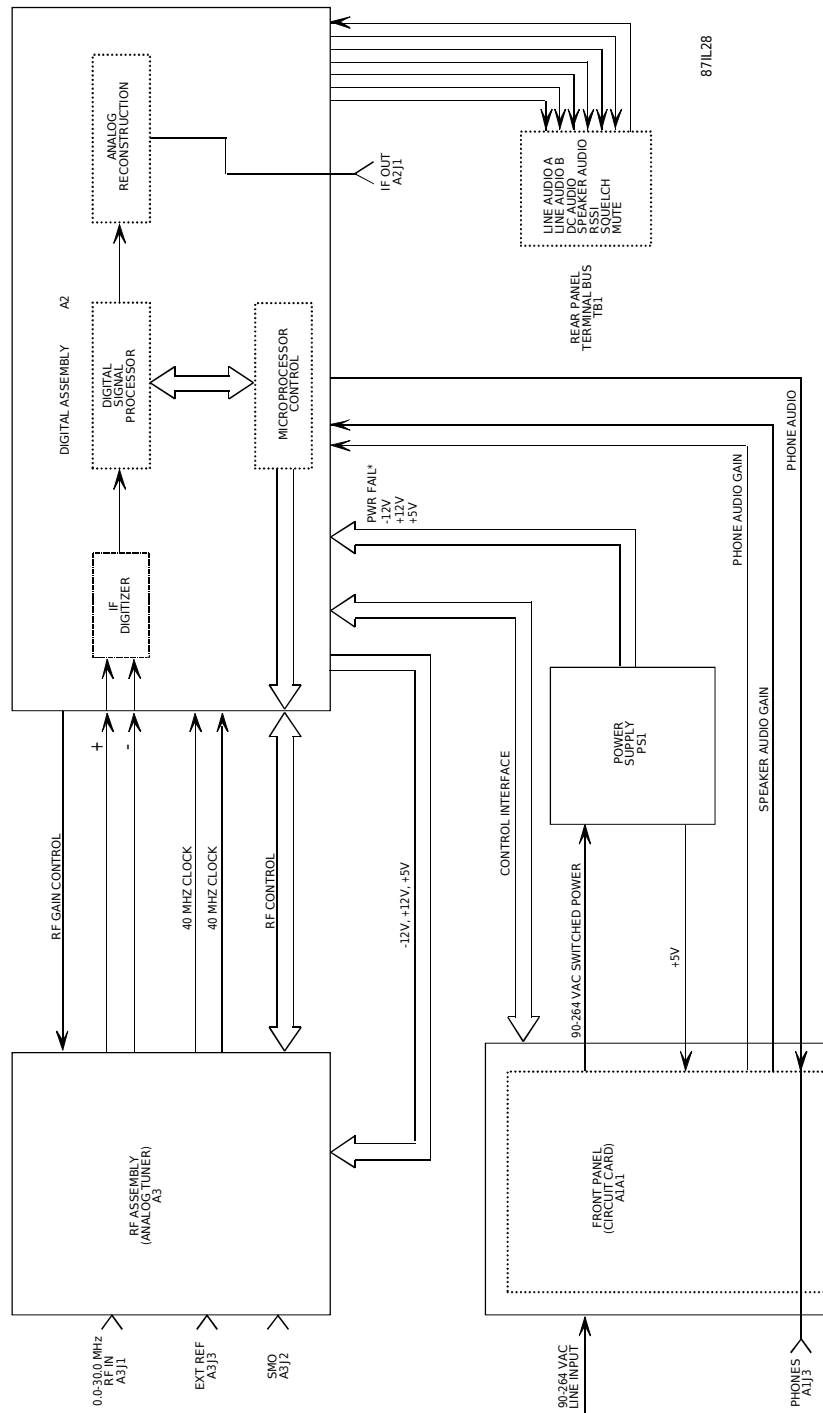 0.0-30.0 MHz
RF IN
A3J1
EXT REF
A3J3
SMO
A3J2
RF ASSEMBLY
(ANALOG TUNER)
A3
RF GAIN CONTROL
+
-
40 MHZ CLOCK
40 MHZ CLOCK
RF CONTROL
-12V, +12V, +5V
DIGITAL ASSEMBLY A2
IF
DIGITIZER
DIGITAL
SIGNAL
PROCESSOR
ANALOG
RECONSTRUCTION
MICROPROCESSOR
CONTROL
IF OUT
A2J1
PWR FAIL*
-12V
+12V
+5V
CONTROL INTERFACE
LINE AUDIO A
LINE AUDIO B
DC AUDIO
SPEAKER AUDIO
RSSI
SQUELCH
MUTE
REAR PANEL
TERMINAL BUS
TB1
90-264 VAC
LINE INPUT
FRONT PANEL
(CIRCUIT CARD)
A1A1
90-264 VAC SWITCHED POWER
POWER
SUPPLY
PS1
+5V
PHONE AUDIO GAIN
SPEAKER AUDIO GAIN
PHONE AUDIO
PHONES
A1J3
87IL28